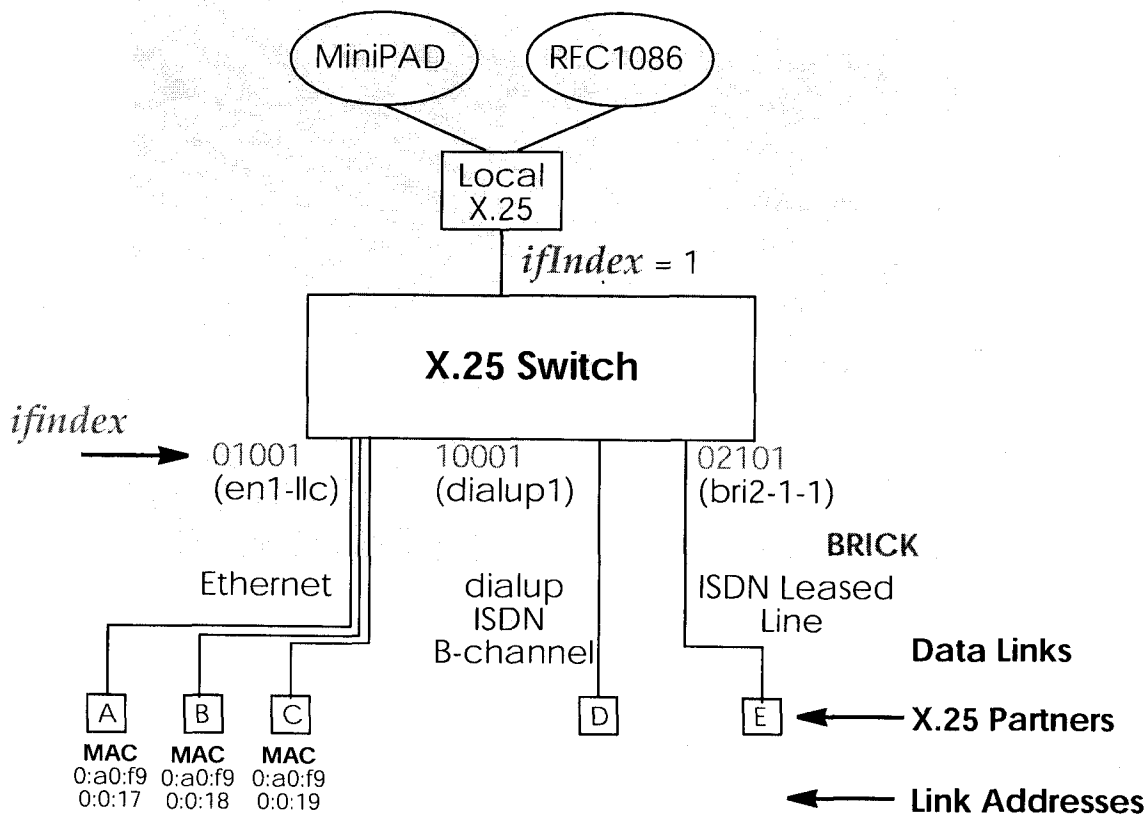 MiniPAD
RFC1086
Local
X.25
ifIndex = 1
X.25 Switch
ifindex
01001
(en1-llc)
10001
(dialup1)
02101
(bri2-1-1)
BRICK
Ethernet
dialup
ISDN
B-channel
ISDN Leased
Line
Data Links
A
B
C
D
E
X.25 Partners
MAC
0:a0:f9
0:0:17
MAC
0:a0:f9
0:0:18
MAC
0:a0:f9
0:0:19
Link Addresses